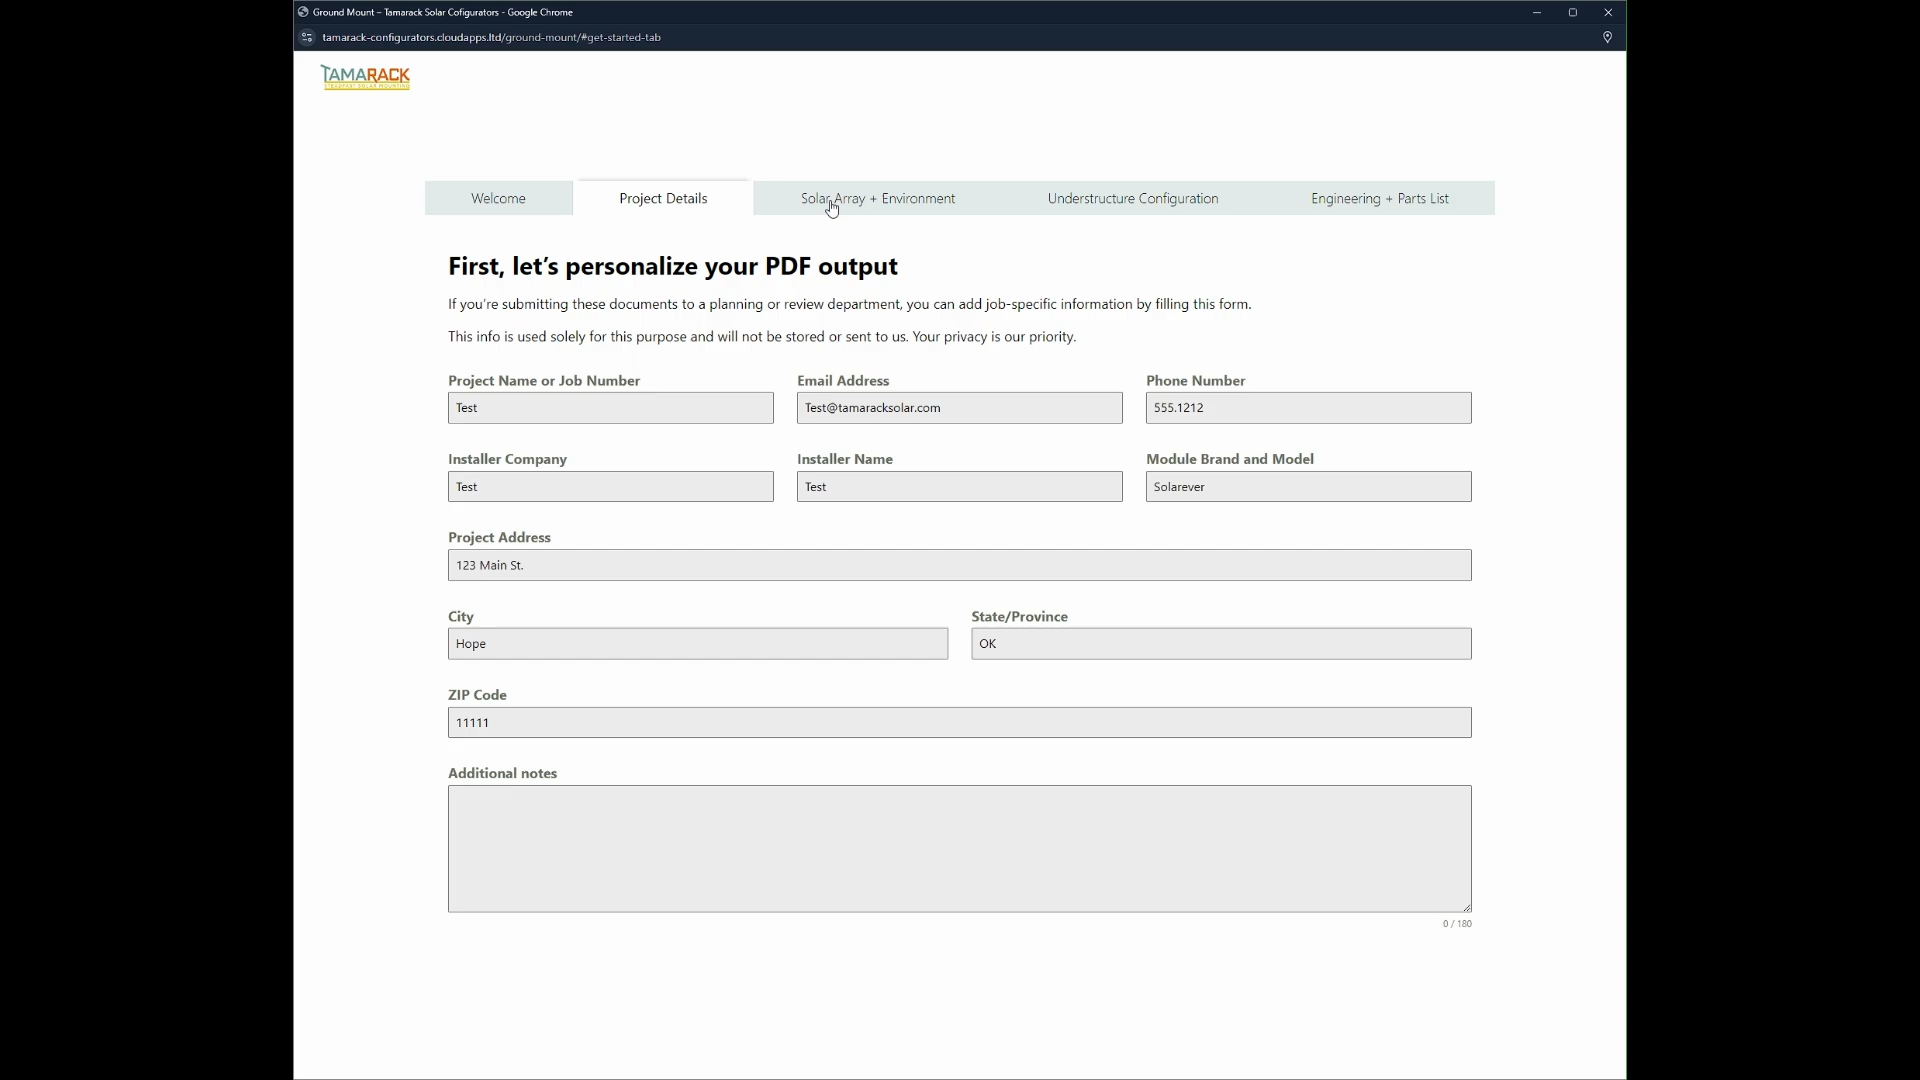 Ground Mount – Tamarack Solar Cofigurators - Google Chrome
tamarack-configurators.cloudapps.ltd/ground-mount/#get-started-tab
TAMARACK
STEADFAST SOLAR MOUNTING
Welcome
Project Details
Solar Array + Environment
Understructure Configuration
Engineering + Parts List
First, let’s personalize your PDF output
If you’re submitting these documents to a planning or review department, you can add job-specific information by filling this form.
This info is used solely for this purpose and will not be stored or sent to us. Your privacy is our priority.
Project Name or Job Number
Email Address
Phone Number
Test
Test@tamaracksolar.com
555.1212
Installer Company
Installer Name
Module Brand and Model
Test
Test
Solarever
Project Address
123 Main St.
City
State/Province
Hope
OK
ZIP Code
11111
Additional notes
0 / 180